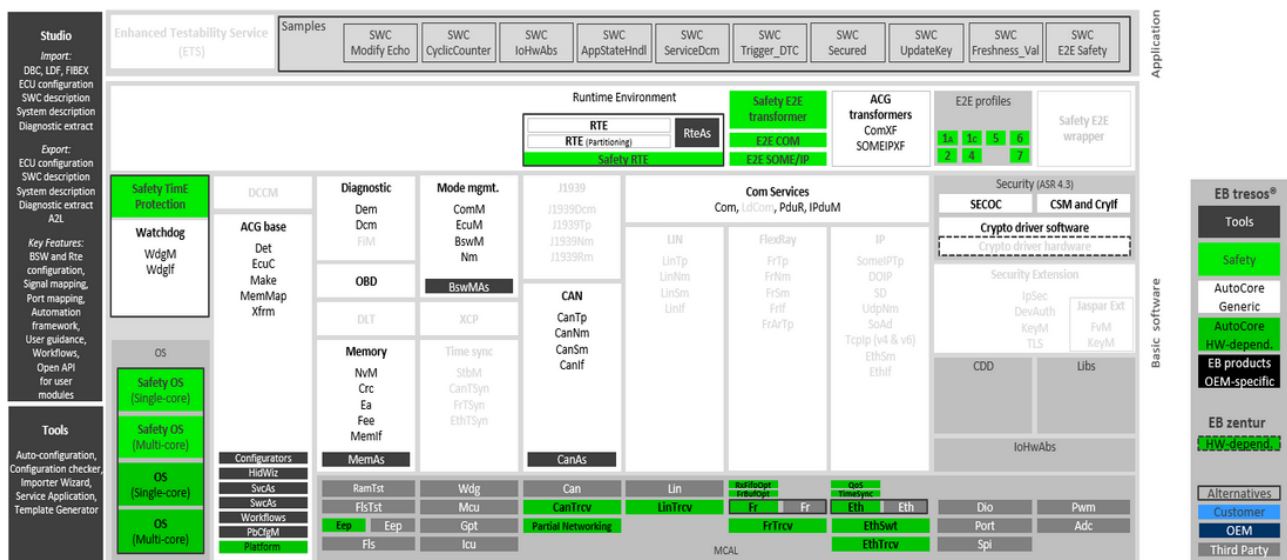 Studio
Import:
DBC, LDF, FIBEX
ECU configuration
SWC description
System description
Diagnostic extract
Export:
ECU configuration
SWC description
System description
Diagnostic extract
A2L
Key Features:
BSW and Rte
configuration,
Signal mapping,
Port mapping,
Automation
framework,
User guidance,
Workflows,
Open API
for user
modules
Tools
Auto-configuration,
Configuration checker,
Importer Wizard,
Service Application,
Template Generator
Enhanced Testability Service
(ETS)
Samples
SWC
Modify Echo
SWC
CyclicCounter
SWC
IoHwAbs
SWC
AppStateHndl
SWC
ServiceDcm
SWC
Trigger_DTC
SWC
Secured
SWC
UpdateKey
SWC
Freshness_Val
SWC
E2E Safety
Application
Runtime Environment
RTE
RTE (Partitioning)
RteAs
Safety RTE
Safety E2E
transformer
E2E COM
E2E SOME/IP
ACG
transformers
ComXF
SOMEIPXF
E2E profiles
1A 1C 5 6
2 4 7
Safety E2E
wrapper
Safety TimE
Protection
Watchdog
WdgM
WdgIf
OS
Safety OS
(Single-core)
Safety OS
(Multi-core)
OS
(Single-core)
OS
(Multi-core)
DCCM
ACG base
Det
EcuC
Make
MemMap
Xfrm
Configurators
HidWiz
SvcAs
SwcAs
Workflows
PbCfgM
Platform
Diagnostic
Dem
Dcm
FiM
OBD
DLT
Memory
NvM
Crc
Ea
Fee
MemIf
MemAs
Mode mgmt.
ComM
EcuM
BswM
Nm
BswMAs
XCP
Time sync
StbM
CanTSyn
FrTSyn
EthTSyn
J1939
J1939Dcm
J1939Tp
J1939Nm
J1939Rm
CAN
CanTp
CanNm
CanSm
CanIf
CanAs
Com Services
Com, LdCom, PduR, IPduM
LIN
LinTp
LinNm
LinSm
LinIf
FlexRay
FrTp
FrNm
FrSm
FrIf
FrArTp
IP
SomeIPTp
DOIP
SD
UdpNm
SoAd
TcpIp (v4 & v6)
EthSm
EthIf
Security (ASR 4.3)
SECOC
CSM and CryIf
Crypto driver software
Crypto driver hardware
Security Extension
IpSec
DevAuth
KeyM
TLS
Jaspar Ext
FvM
KeyM
CDD
Libs
IoHwAbs
Basic software
RamTst
Wdg
Can
Lin
RxFifoOpt
FrBufOpt
QoS
TimeSync
FlsTst
Mcu
CanTrcv
LinTrcv
Fr
Fr
Eth
Eth
Dio
Pwm
Eep
Eep
Gpt
Partial Networking
FrTrcv
EthSwt
Port
Adc
Fls
Icu
MCAL
EthTrcv
Spi
EB tresos®
Tools
Safety
AutoCore
Generic
AutoCore
HW-depend.
EB products
OEM-specific
EB zentur
HW-depend.
Alternatives
Customer
OEM
Third Party